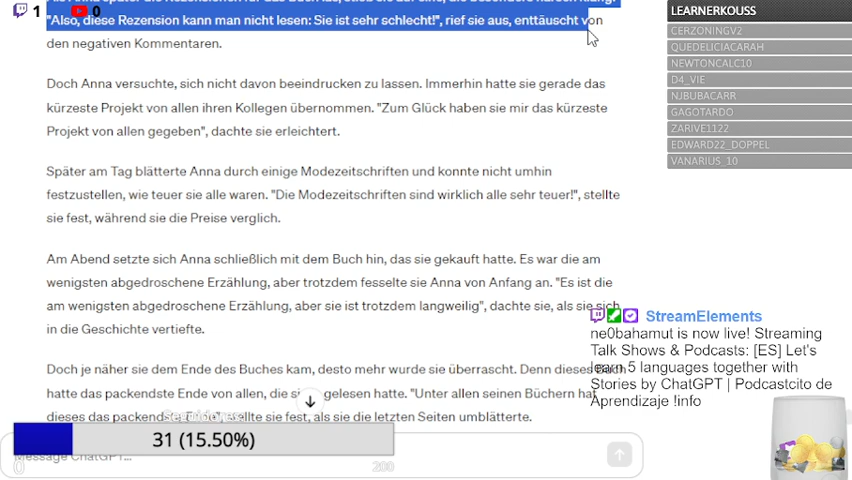 1
0
"Also, diese Rezension kann man nicht lesen: Sie ist sehr schlecht!", rief sie aus, enttäuscht von
den negativen Kommentaren.
Doch Anna versuchte, sich nicht davon beeindrucken zu lassen. Immerhin hatte sie gerade das
kürzeste Projekt von allen ihren Kollegen übernommen. "Zum Glück haben sie mir das kürzeste
Projekt von allen gegeben", dachte sie erleichtert.
Später am Tag blätterte Anna durch einige Modezeitschriften und konnte nicht umhin
festzustellen, wie teuer sie alle waren. "Die Modezeitschriften sind wirklich alle sehr teuer!", stellte
sie fest, während sie die Preise verglich.
Am Abend setzte sich Anna schließlich mit dem Buch hin, das sie gekauft hatte. Es war die am
wenigsten abgedroschene Erzählung, aber trotzdem fesselte sie Anna von Anfang an. "Es ist die
am wenigsten abgedroschene Erzählung, aber sie ist trotzdem langweilig", dachte sie, als sie sich
in die Geschichte vertiefte.
Doch je näher sie dem Ende des Buches kam, desto mehr wurde sie überrascht. Denn dieses Buch
hatte das packendste Ende von allen, die sie gelesen hatte. "Unter allen seinen Büchern hat
dieses das packendste stellte sie fest, als sie die letzten Seiten umblätterte.
31 (15.50%)
Message ChatGPT...
0
200
LEARNERKOUSS
CERZONINGV2
QUEDELICIACARAH
NEWTONCALC10
D4_VIE
NJBUBACARR
GAGOTARDO
ZARIVE1122
EDWARD22_DOPPEL
VANARIUS_10
StreamElements
ne0bahamut is now live! Streaming
Talk Shows & Podcasts: [ES] Let's
learn 5 languages together with
Stories by ChatGPT | Podcastcito de
Aprendizaje !info